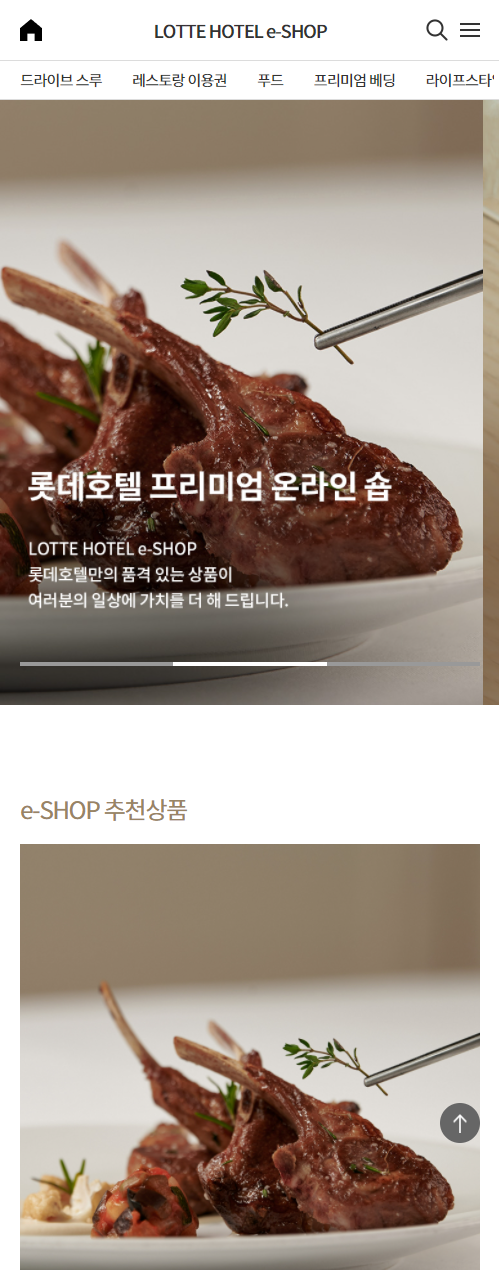 LOTTE HOTEL e-SHOP
드라이브 스루 레스토랑 이용권 푸드 프리미엄 베딩 라이프스타
롯데호텔 프리미엄 온라인 숍
LOTTE HOTEL e-SHOP
롯데호텔만의 품격 있는 상품이
여러분의 일상에 가치를 더 해 드립니다.
e-SHOP 추천상품